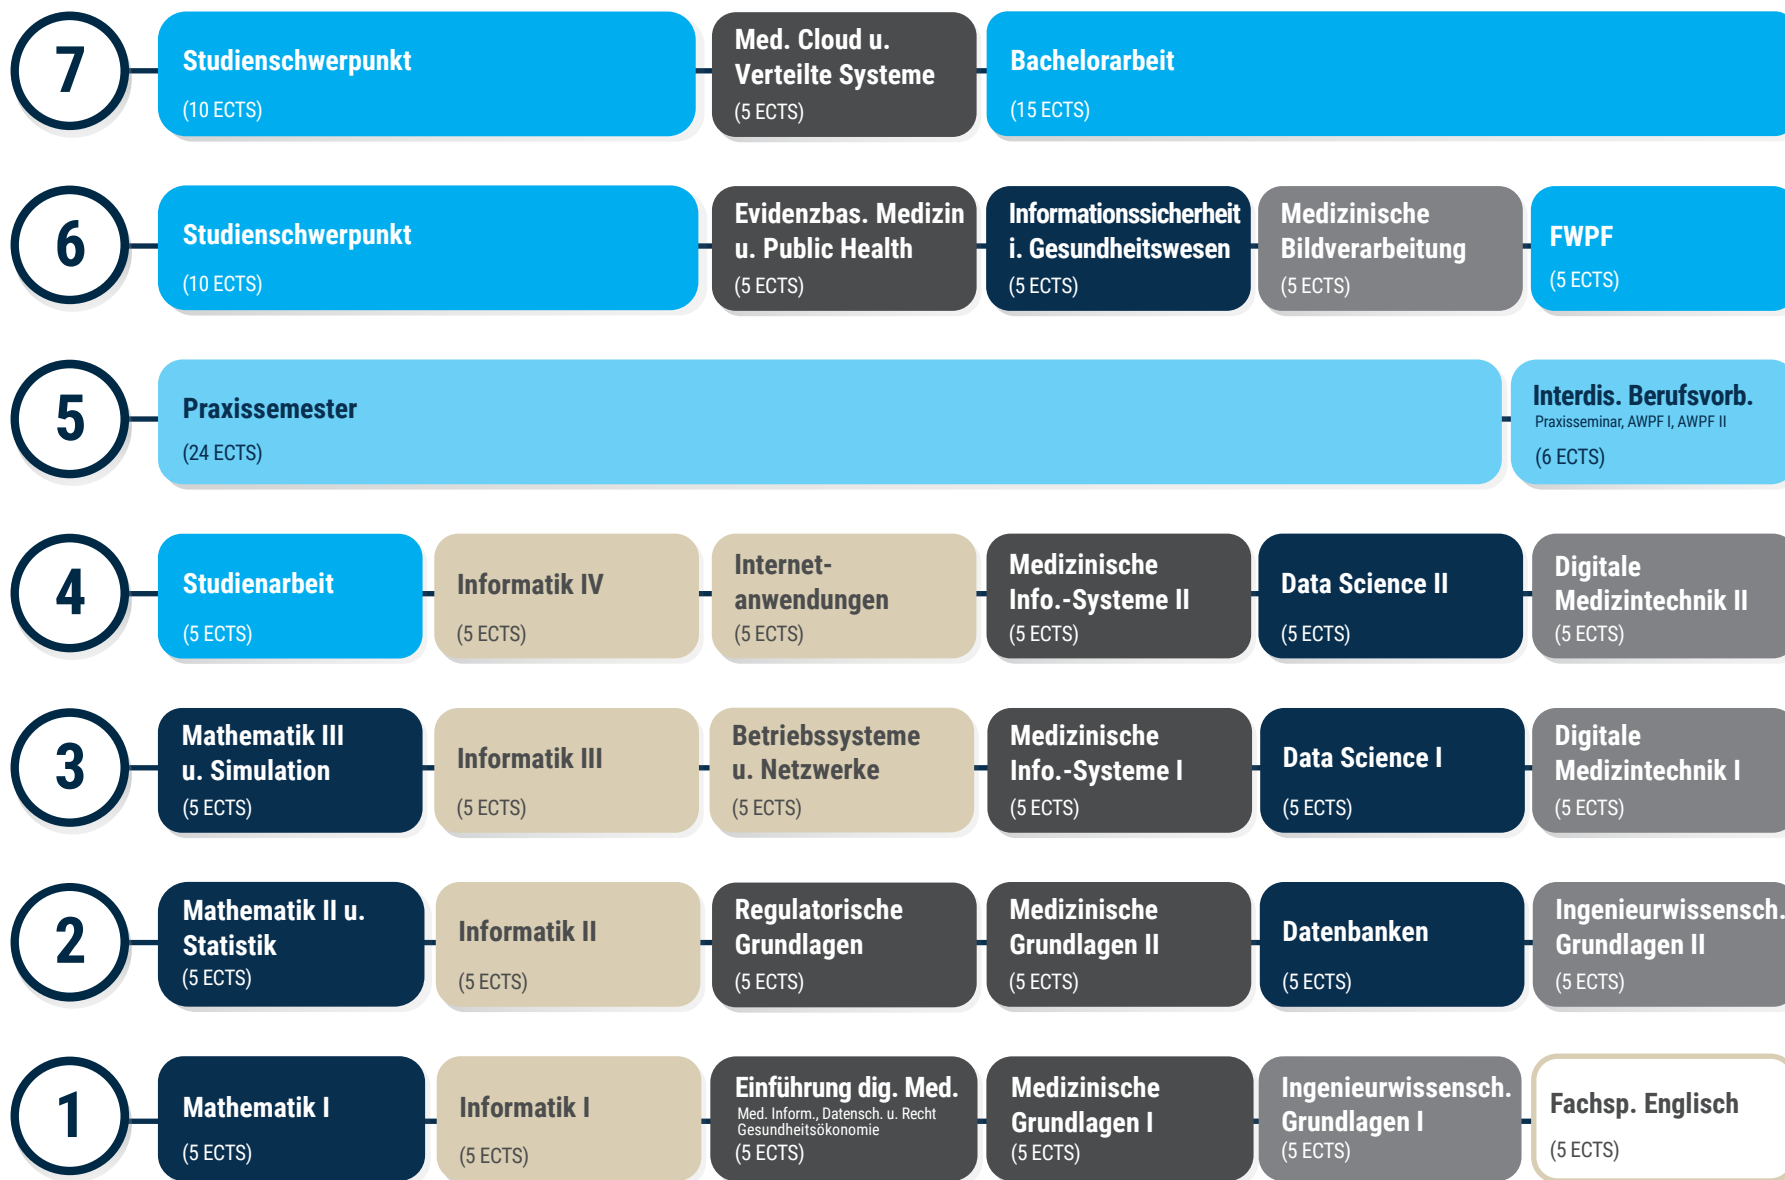 7
Studienschwerpunkt
(10 ECTS)
Med. Cloud u.
Verteilte Systeme
(5 ECTS)
Bachelorarbeit
(15 ECTS)
6
Studienschwerpunkt
(10 ECTS)
Evidenzbas. Medizin
u. Public Health
(5 ECTS)
Informationssicherheit
i. Gesundheitswesen
(5 ECTS)
Medizinische
Bildverarbeitung
(5 ECTS)
FWPF
(5 ECTS)
5
Praxissemester
(24 ECTS)
Interdis. Berufsvorb.
Praxisseminar, AWPF I, AWPF II
(6 ECTS)
4
Studienarbeit
(5 ECTS)
Informatik IV
(5 ECTS)
Internet-
anwendungen
(5 ECTS)
Medizinische
Info.-Systeme II
(5 ECTS)
Data Science II
(5 ECTS)
Digitale
Medizintechnik II
(5 ECTS)
3
Mathematik III
u. Simulation
(5 ECTS)
Informatik III
(5 ECTS)
Betriebssysteme
u. Netzwerke
(5 ECTS)
Medizinische
Info.-Systeme I
(5 ECTS)
Data Science I
(5 ECTS)
Digitale
Medizintechnik I
(5 ECTS)
2
Mathematik II u.
Statistik
(5 ECTS)
Informatik II
(5 ECTS)
Regulatorische
Grundlagen
(5 ECTS)
Medizinische
Grundlagen II
(5 ECTS)
Datenbanken
(5 ECTS)
Ingenieurwissensch.
Grundlagen II
(5 ECTS)
1
Mathematik I
(5 ECTS)
Informatik I
(5 ECTS)
Einführung dig. Med.
Med. Inform., Datensch. u. Recht
Gesundheitsökonomie
(5 ECTS)
Medizinische
Grundlagen I
(5 ECTS)
Ingenieurwissensch.
Grundlagen I
(5 ECTS)
Fachsp. Englisch
(5 ECTS)